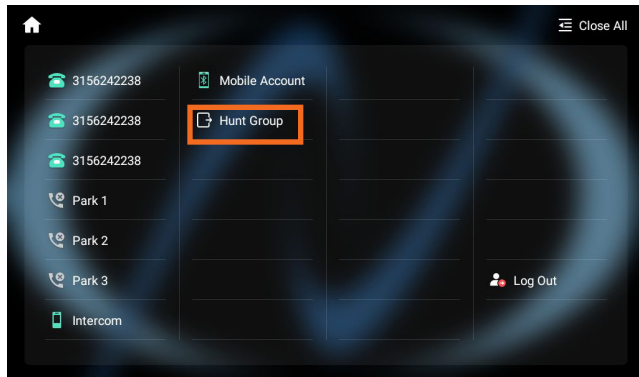 Close All
3156242238
3156242238
3156242238
Park 1
Park 2
Park 3
Intercom
Mobile Account
Hunt Group
Log Out